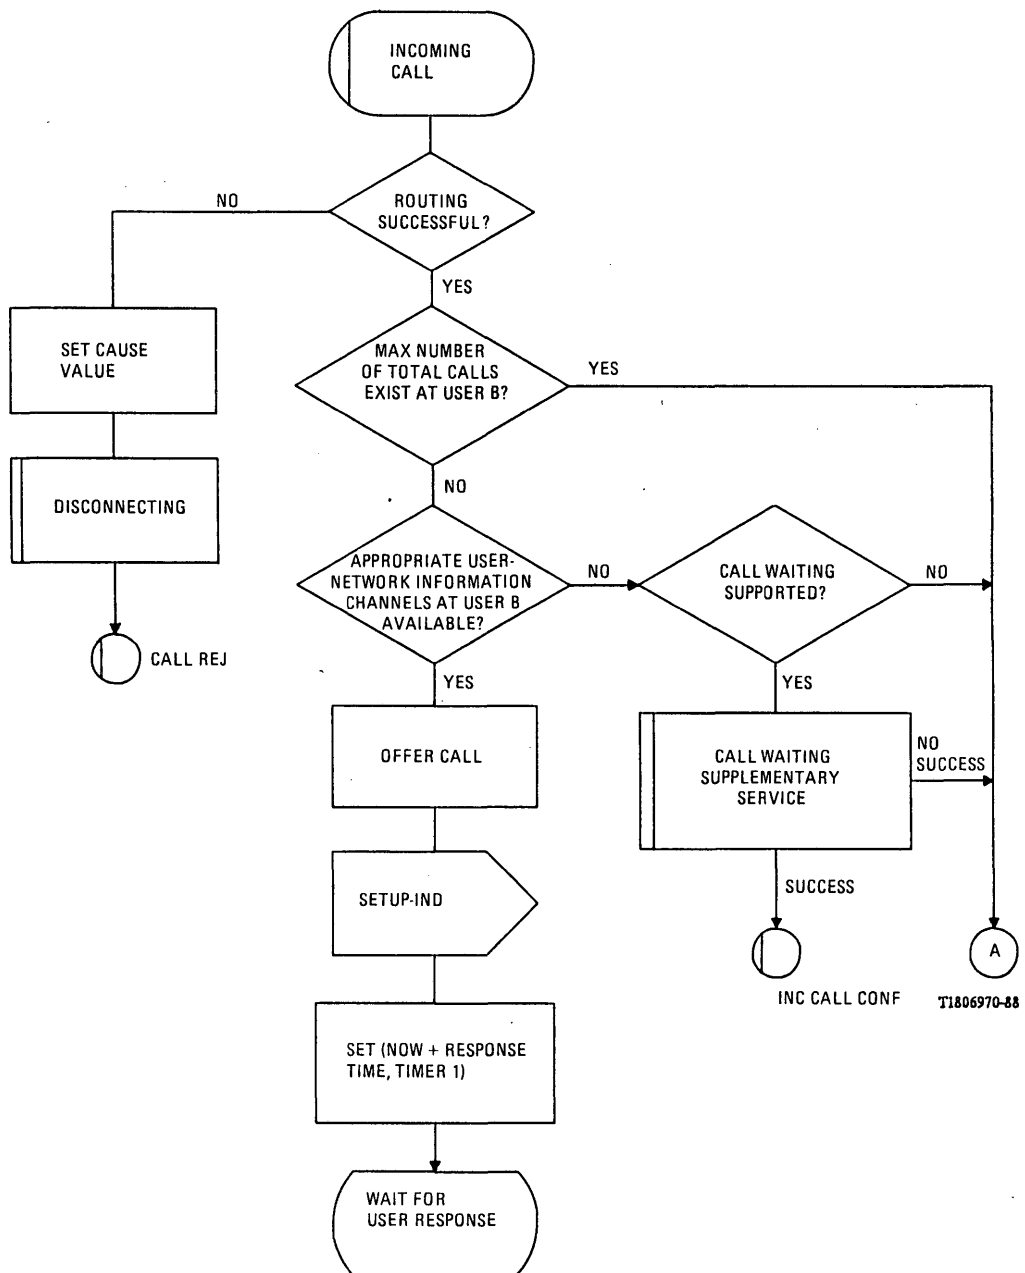 INCOMING
CALL
ROUTING
SUCCESSFUL?
NO
YES
SET CAUSE
VALUE
MAX NUMBER
OF TOTAL CALLS
EXIST AT USER B?
YES
NO
DISCONNECTING
CALL REJ
APPROPRIATE USER-
NETWORK INFORMATION
CHANNELS AT USER B
AVAILABLE?
NO
YES
CALL WAITING
SUPPORTED?
NO
YES
OFFER CALL
CALL WAITING
SUPPLEMENTARY
SERVICE
NO
SUCCESS
SUCCESS
SETUP-IND
INC CALL CONF
A
T1806970-88
SET (NOW + RESPONSE
TIME, TIMER 1)
WAIT FOR
USER RESPONSE